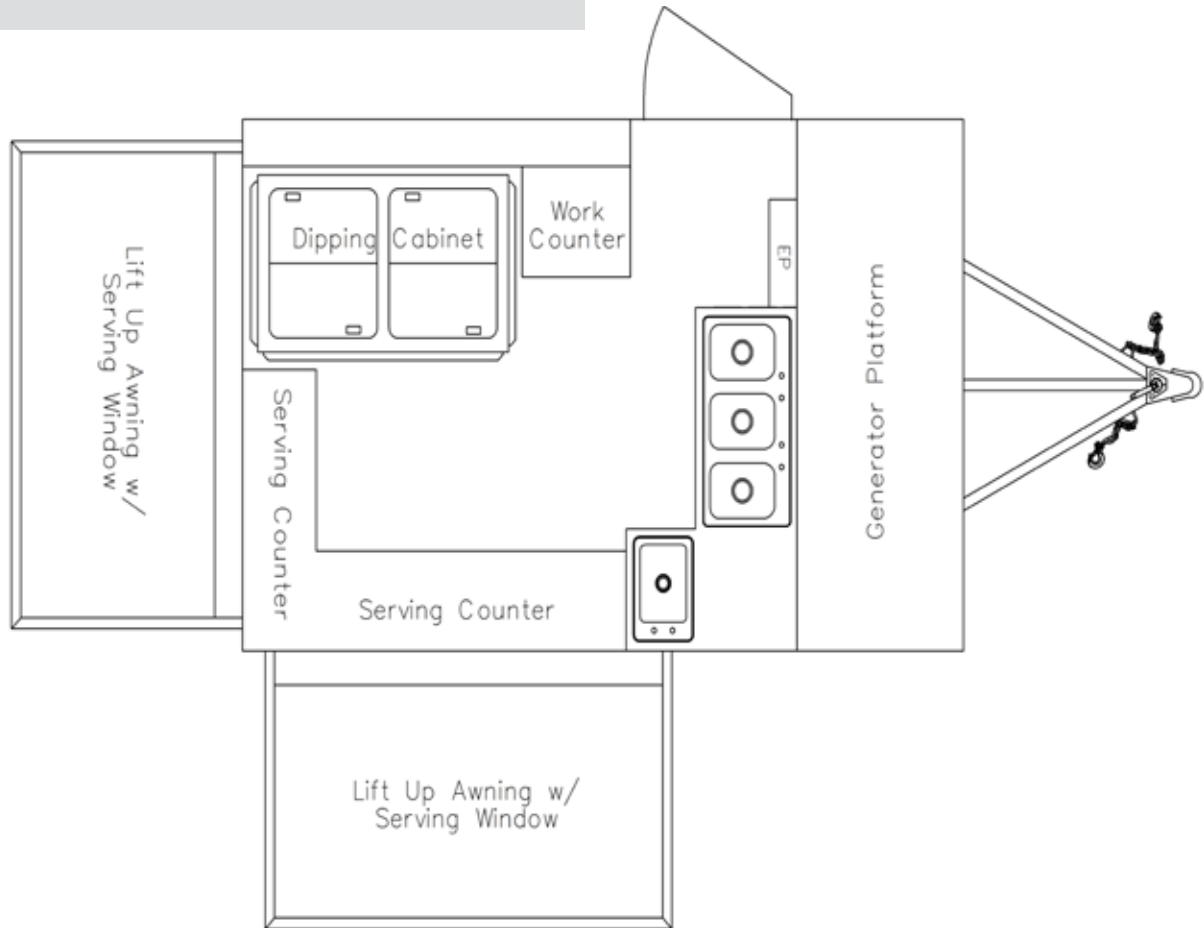 Work
Counter
Dipping Cabinet
EP
Lift Up Awning w/
Serving Window
Generator Platform
Serving Counter
Serving Counter
Lift Up Awning w/
Serving Window